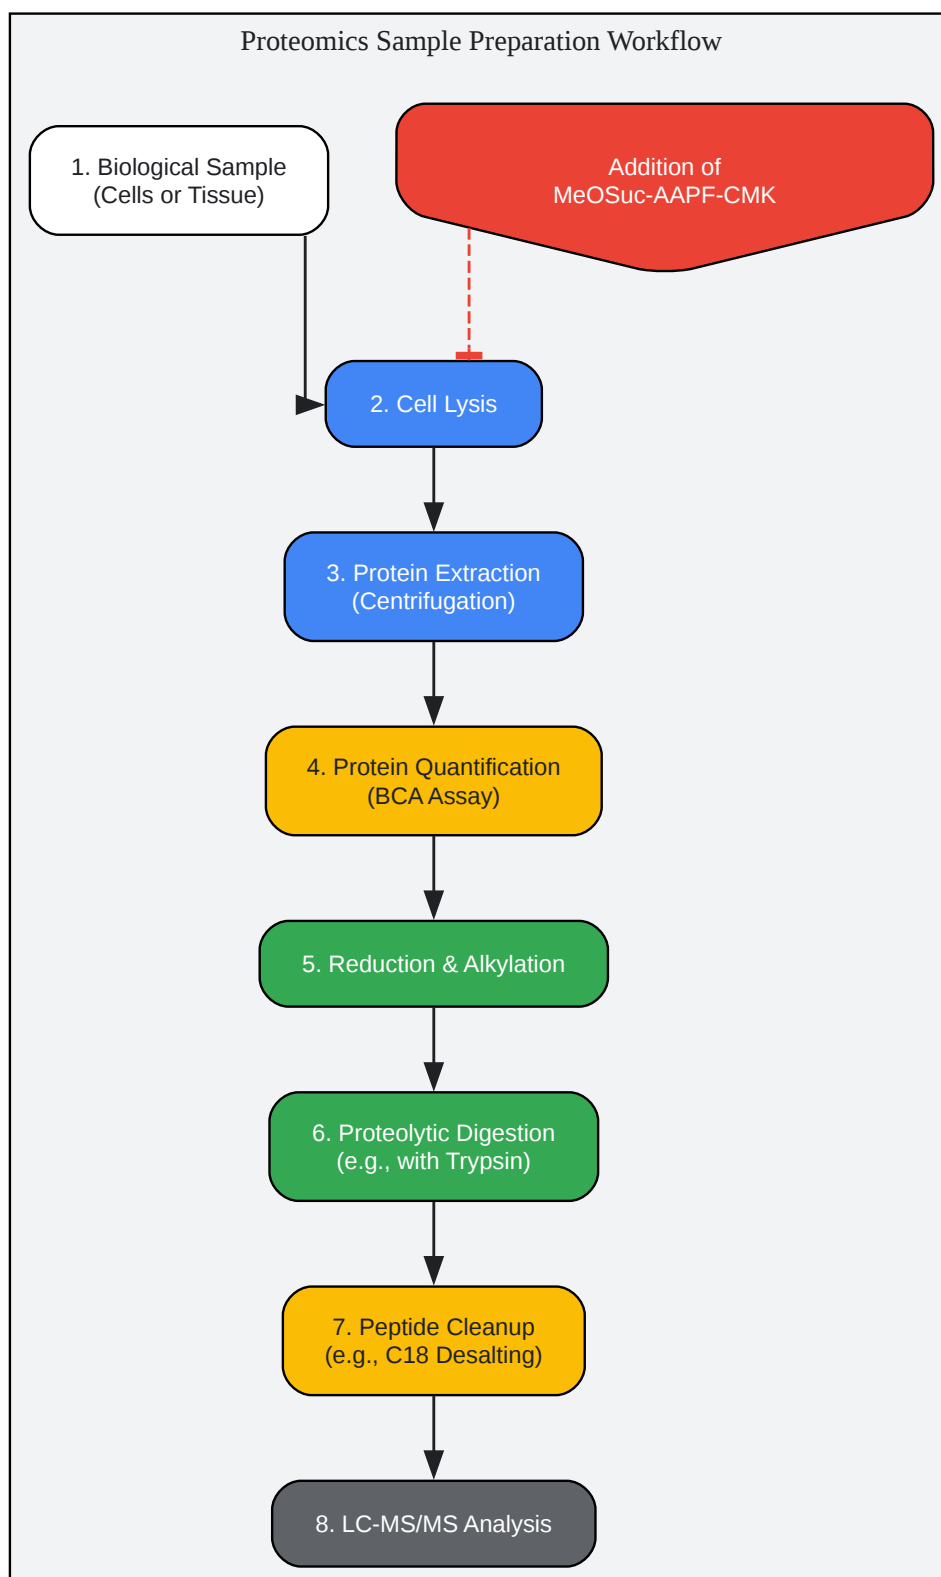 Proteomics Sample Preparation Workflow
1. Biological Sample
(Cells or Tissue)
Addition of
MeOSuc-AAPF-CMK
2. Cell Lysis
3. Protein Extraction
(Centrifugation)
4. Protein Quantification
(BCA Assay)
5. Reduction & Alkylation
6. Proteolytic Digestion
(e.g., with Trypsin)
7. Peptide Cleanup
(e.g., C18 Desalting)
8. LC-MS/MS Analysis